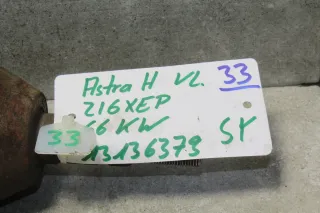 Astra H VL. 33
Z16XEP
66 KW
13136379 SY
33